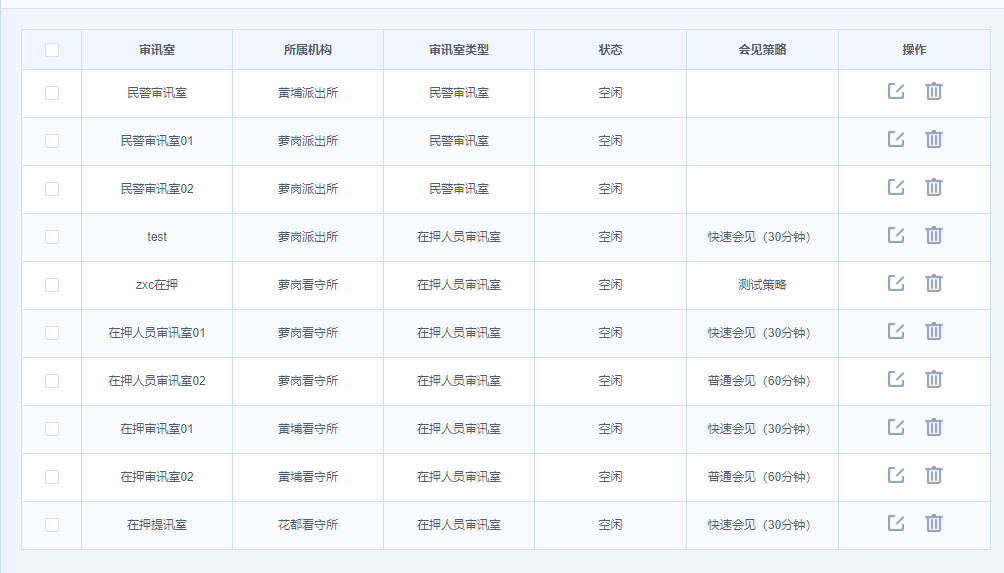 审讯室 所属机构 审讯室类型 状态 会见策略 操作
民警审讯室 黄埔派出所 民警审讯室 空闲
民警审讯室01 萝岗派出所 民警审讯室 空闲
民警审讯室02 萝岗派出所 民警审讯室 空闲
test 萝岗派出所 在押人员审讯室 空闲 快速会见（30分钟）
zxc在押 萝岗看守所 在押人员审讯室 空闲 测试策略
在押人员审讯室01 萝岗看守所 在押人员审讯室 空闲 快速会见（30分钟）
在押人员审讯室02 萝岗看守所 在押人员审讯室 空闲 普通会见（60分钟）
在押审讯室01 黄埔看守所 在押人员审讯室 空闲 快速会见（30分钟）
在押审讯室02 黄埔看守所 在押人员审讯室 空闲 普通会见（60分钟）
在押提讯室 花都看守所 在押人员审讯室 空闲 快速会见（30分钟）